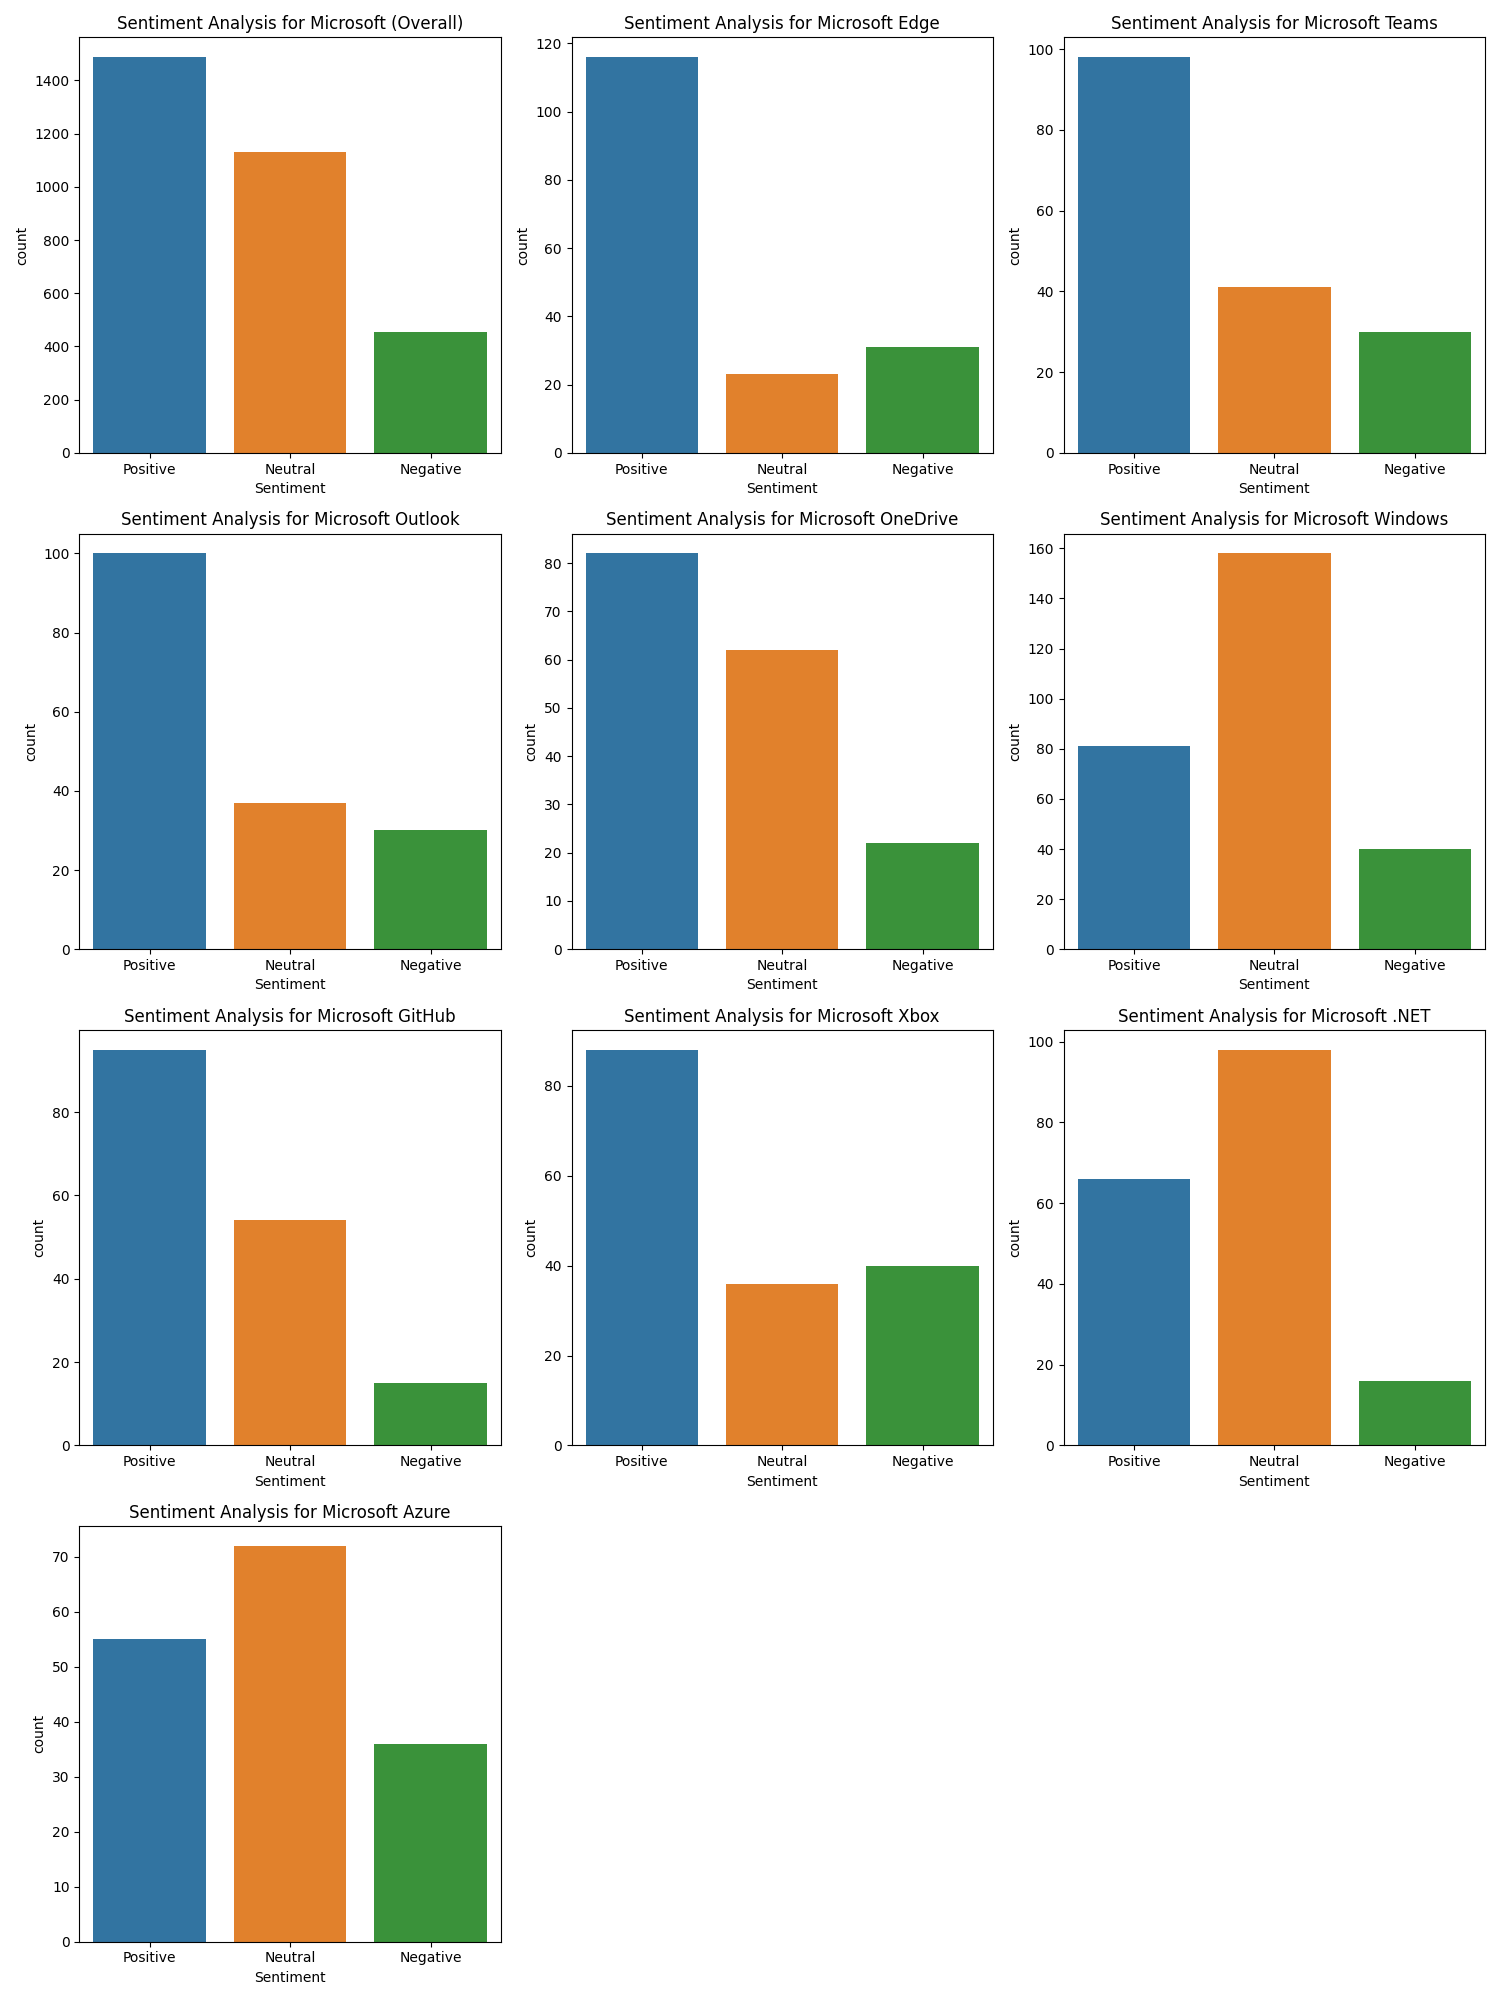 Sentiment Analysis for Microsoft (Overall)
count
1400
1200
1000
800
600
400
200
0
Positive Neutral Negative
Sentiment
Sentiment Analysis for Microsoft Edge
count
120
100
80
60
40
20
0
Positive Neutral Negative
Sentiment
Sentiment Analysis for Microsoft Teams
count
100
80
60
40
20
0
Positive Neutral Negative
Sentiment
Sentiment Analysis for Microsoft Outlook
count
100
80
60
40
20
0
Positive Neutral Negative
Sentiment
Sentiment Analysis for Microsoft OneDrive
count
80
70
60
50
40
30
20
10
0
Positive Neutral Negative
Sentiment
Sentiment Analysis for Microsoft Windows
count
160
140
120
100
80
60
40
20
0
Positive Neutral Negative
Sentiment
Sentiment Analysis for Microsoft GitHub
count
80
60
40
20
0
Positive Neutral Negative
Sentiment
Sentiment Analysis for Microsoft Xbox
count
80
60
40
20
0
Positive Neutral Negative
Sentiment
Sentiment Analysis for Microsoft .NET
count
100
80
60
40
20
0
Positive Neutral Negative
Sentiment
Sentiment Analysis for Microsoft Azure
count
70
60
50
40
30
20
10
0
Positive Neutral Negative
Sentiment